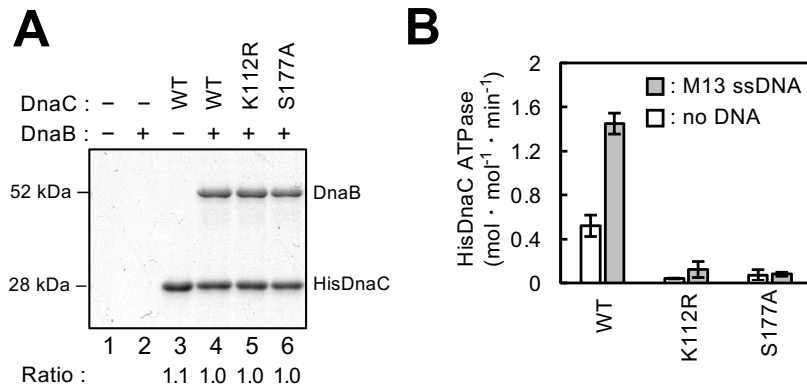 A
DnaC : – – WT WT K112R S177A
DnaB : – + – + + +
52 kDa – DnaB
28 kDa – HisDnaC
1 2 3 4 5 6
Ratio : 1.1 1.0 1.0 1.0
B
HisDnaC ATPase
(mol・mol⁻¹・min⁻¹)
2
1.6
1.2
0.8
0.4
0
: M13 ssDNA
: no DNA
WT K112R S177A